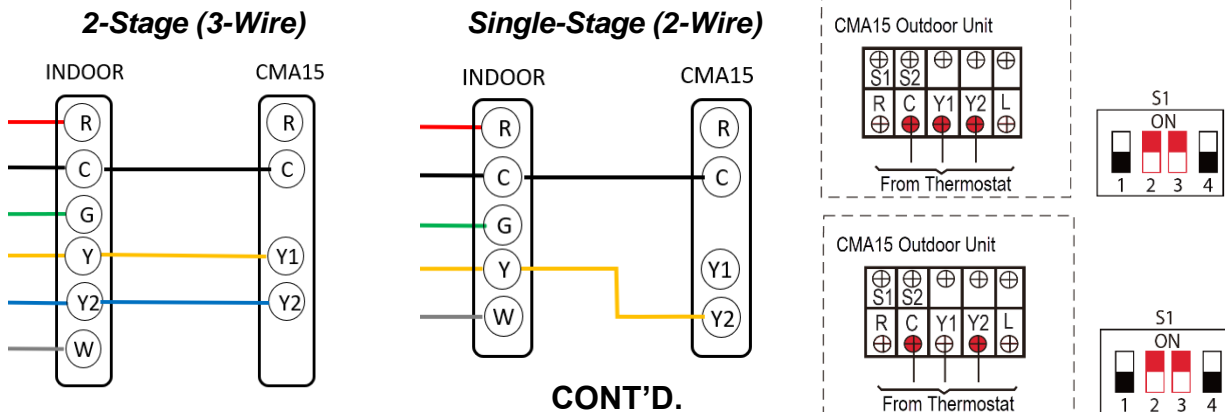 2-Stage (3-Wire)
INDOOR
CMA15
R
C
G
Y
Y2
W
R
C
Y1
Y2
Single-Stage (2-Wire)
INDOOR
CMA15
R
C
G
Y
W
R
C
Y1
Y2
CONT'D.
CMA15 Outdoor Unit
S1 S2
R C Y1 Y2 L
From Thermostat
S1
ON
1 2 3 4
CMA15 Outdoor Unit
S1 S2
R C Y1 Y2 L
From Thermostat
S1
ON
1 2 3 4